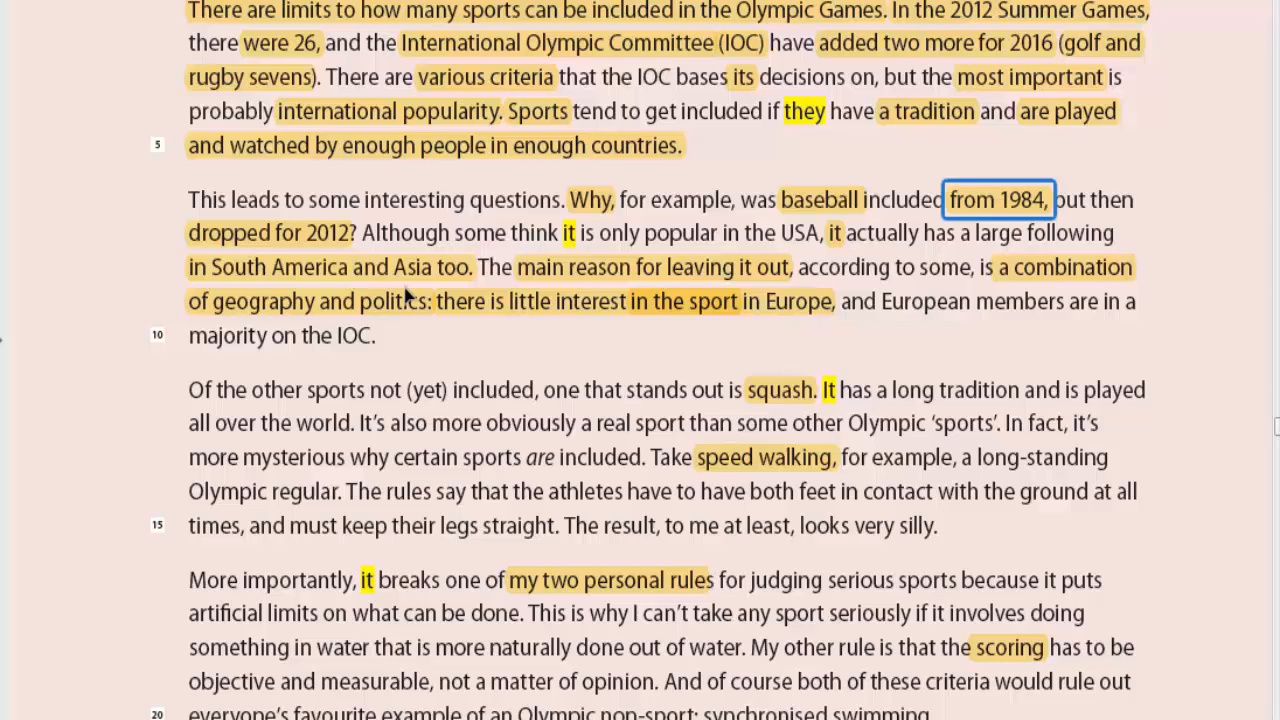 There are limits to how many sports can be included in the Olympic Games. In the 2012 Summer Games,
there were 26, and the International Olympic Committee (IOC) have added two more for 2016 (golf and
rugby sevens). There are various criteria that the IOC bases its decisions on, but the most important is
probably international popularity. Sports tend to get included if they have a tradition and are played
5 and watched by enough people in enough countries.
This leads to some interesting questions. Why, for example, was baseball included from 1984, but then
dropped for 2012? Although some think it is only popular in the USA, it actually has a large following
in South America and Asia too. The main reason for leaving it out, according to some, is a combination
of geography and politics: there is little interest in the sport in Europe, and European members are in a
10 majority on the IOC.
Of the other sports not (yet) included, one that stands out is squash. It has a long tradition and is played
all over the world. It's also more obviously a real sport than some other Olympic ‘sports’. In fact, it's
more mysterious why certain sports are included. Take speed walking, for example, a long-standing
Olympic regular. The rules say that the athletes have to have both feet in contact with the ground at all
15 times, and must keep their legs straight. The result, to me at least, looks very silly.
More importantly, it breaks one of my two personal rules for judging serious sports because it puts
artificial limits on what can be done. This is why I can't take any sport seriously if it involves doing
something in water that is more naturally done out of water. My other rule is that the scoring has to be
objective and measurable, not a matter of opinion. And of course both of these criteria would rule out
20 everyone's favourite example of an Olympic non-sport: synchronised swimming.